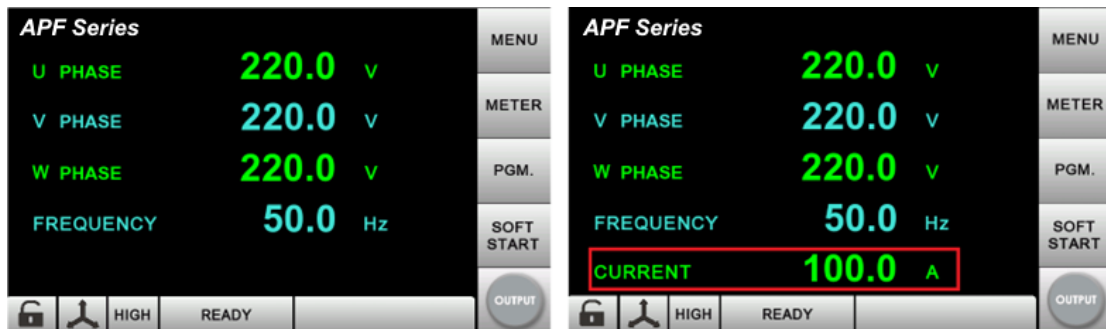 APF Series
U PHASE 220.0 V
V PHASE 220.0 V
W PHASE 220.0 V
FREQUENCY 50.0 Hz
MENU
METER
PGM.
SOFT
START
OUTPUT
HIGH READY
APF Series
U PHASE 220.0 V
V PHASE 220.0 V
W PHASE 220.0 V
FREQUENCY 50.0 Hz
CURRENT 100.0 A
MENU
METER
PGM.
SOFT
START
OUTPUT
HIGH READY